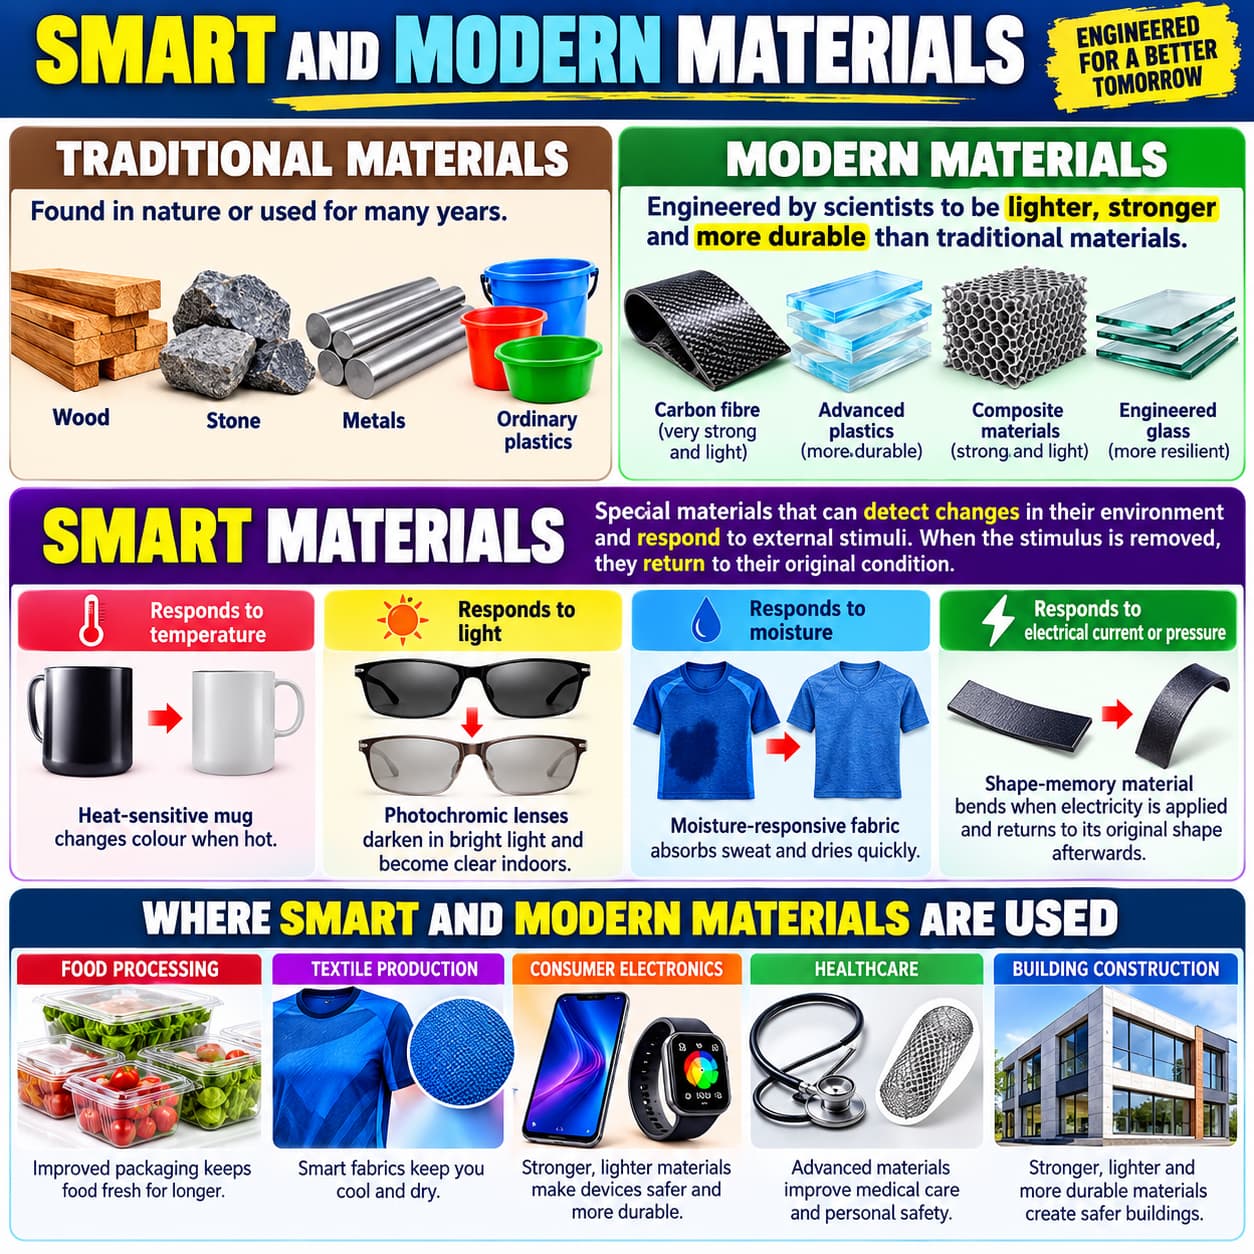 SMART AND MODERN MATERIALS
ENGINEERED
FOR A BETTER
TOMORROW
TRADITIONAL MATERIALS
Found in nature or used for many years.
Wood
Stone
Metals
Ordinary
plastics
MODERN MATERIALS
Engineered by scientists to be lighter, stronger
and more durable than traditional materials.
Carbon fibre
(very strong
and light)
Advanced
plastics
(more durable)
Composite
materials
(strong and light)
Engineered
glass
(more resilient)
SMART MATERIALS
Special materials that can detect changes in their environment
and respond to external stimuli. When the stimulus is removed,
they return to their original condition.
Responds to
temperature
Heat-sensitive mug
changes colour when hot.
Responds to
light
Photochromic lenses
darken in bright light and
become clear indoors.
Responds to
moisture
Moisture-responsive fabric
absorbs sweat and dries quickly.
Responds to
electrical current or pressure
Shape-memory material
bends when electricity is applied
and returns to its original shape
afterwards.
WHERE SMART AND MODERN MATERIALS ARE USED
FOOD PROCESSING
Improved packaging keeps
food fresh for longer.
TEXTILE PRODUCTION
Smart fabrics keep you
cool and dry.
CONSUMER ELECTRONICS
Stronger, lighter materials
make devices safer and
more durable.
HEALTHCARE
Advanced materials
improve medical care
and personal safety.
BUILDING CONSTRUCTION
Stronger, lighter and
more durable materials
create safer buildings.